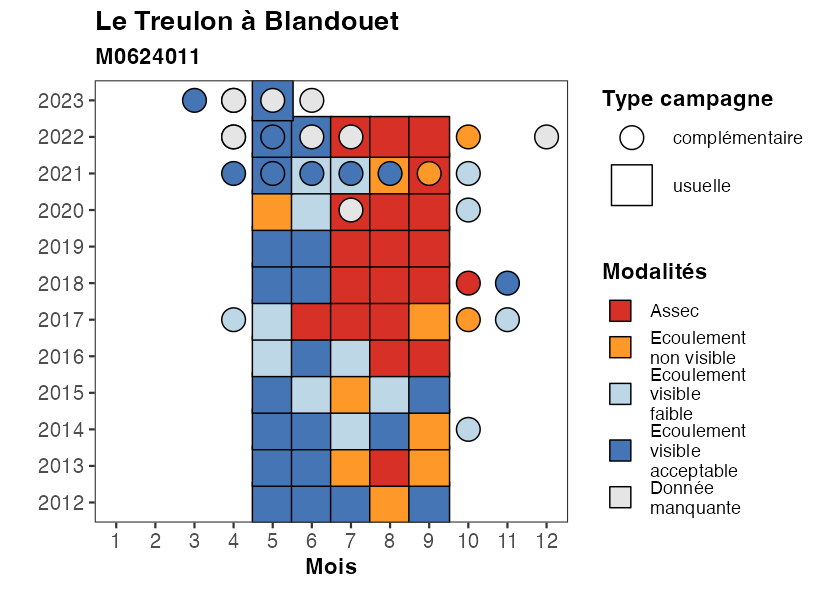 Le Treulon à Blandouet
M0624011
2023
2022
2021
2020
2019
2018
2017
2016
2015
2014
2013
2012
1 2 3 4 5 6 7 8 9 10 11 12
Mois
Type campagne
complémentaire
usuelle
Modalités
Assec
Ecoulement
non visible
Ecoulement
visible
faible
Ecoulement
visible
acceptable
Donnée
manquante